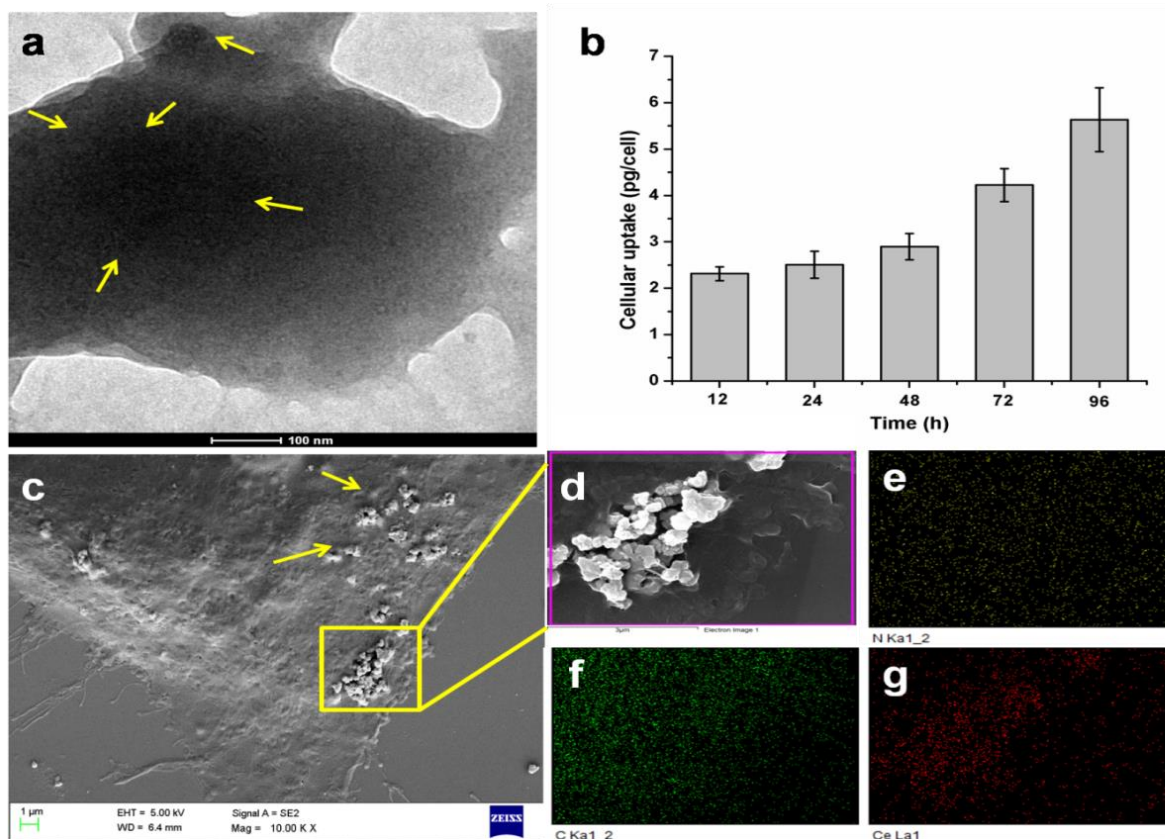 a
100 nm
b
Cellular uptake (pg/cell)
7
6
5
4
3
2
1
0
12 24 48 72 96
Time (h)
c
1 µm
EHT = 5.00 kV
WD = 6.4 mm
Signal A = SE2
Mag = 10.00 K X
ZEISS
d
3µm
Electron Image 1
e
N Ka1_2
f
C Ka1_2
g
Ce La1